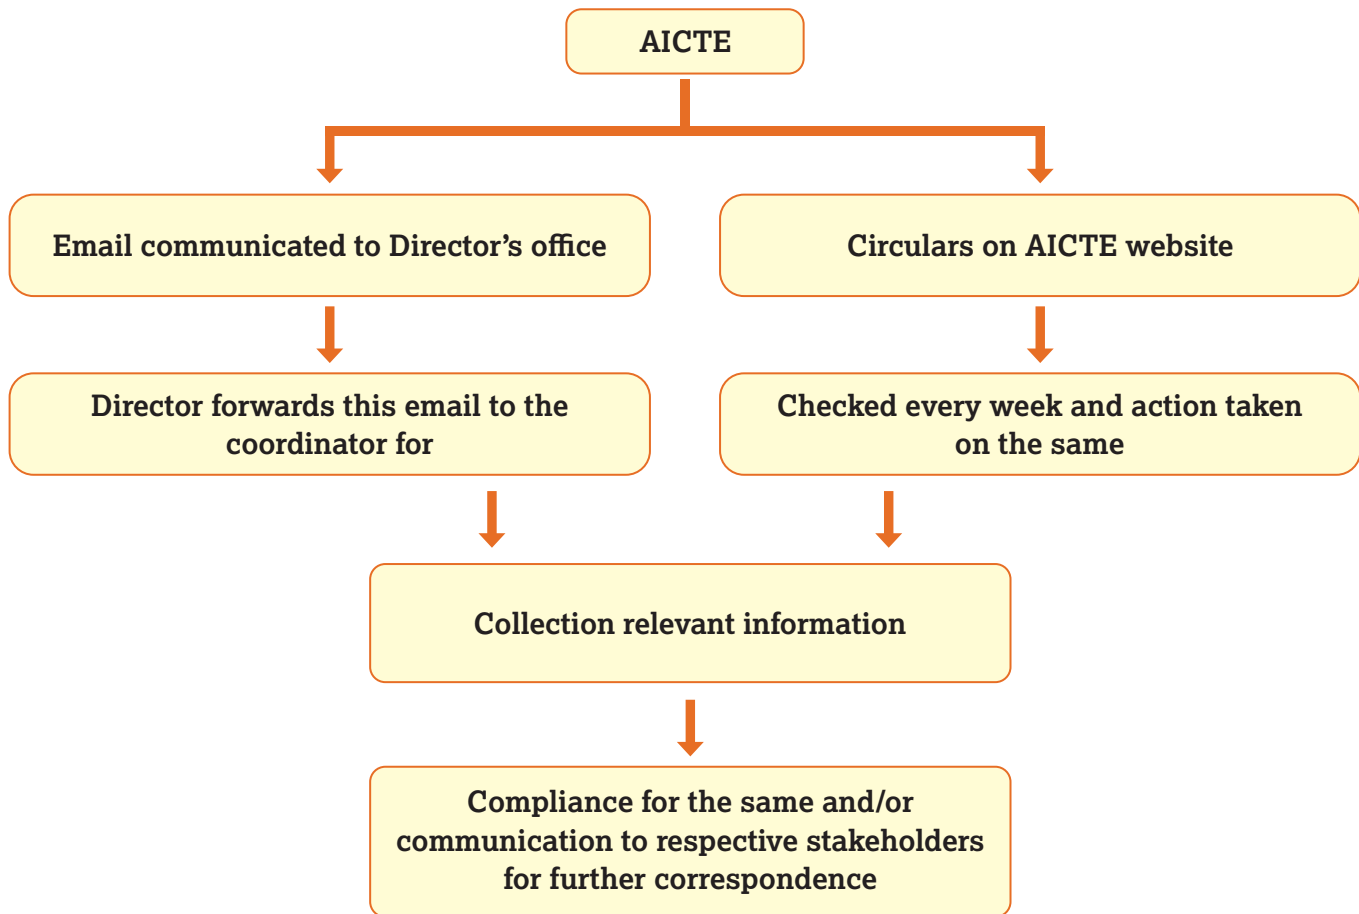 AICTE
Email communicated to Director’s office
Circulars on AICTE website
Director forwards this email to the
coordinator for
Checked every week and action taken
on the same
Collection relevant information
Compliance for the same and/or
communication to respective stakeholders
for further correspondence